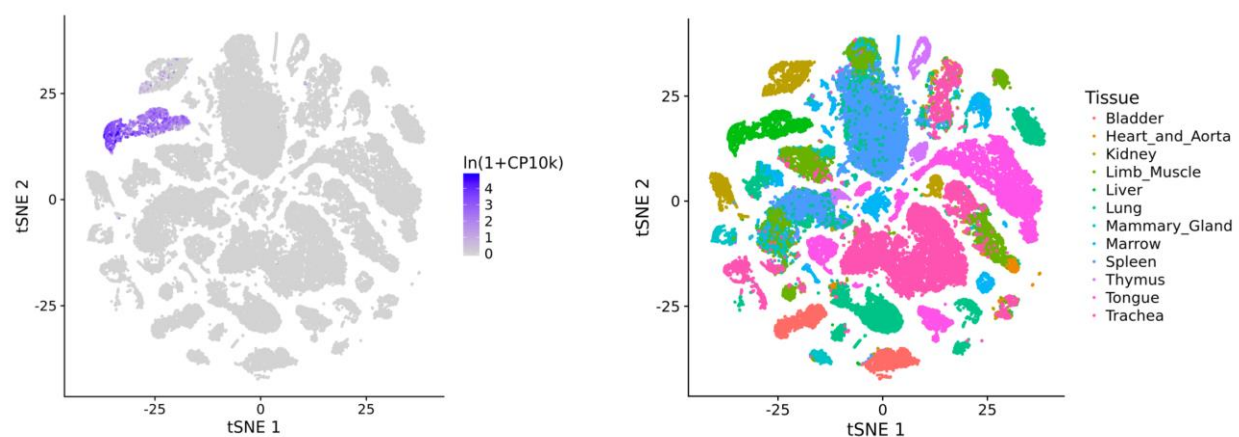 tSNE 2
25
0
-25
-25
0
25
tSNE 1
ln(1+CP10k)
4
3
2
1
0
tSNE 2
25
0
-25
-25
0
25
tSNE 1
Tissue
Bladder
Heart_and_Aorta
Kidney
Limb_Muscle
Liver
Lung
Mammary_Gland
Marrow
Spleen
Thymus
Tongue
Trachea